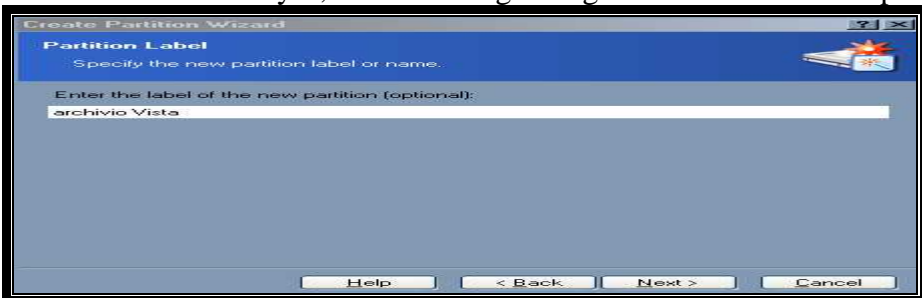 Create Partition Wizard
Partition Label
Specify the new partition label or name.
Enter the label of the new partition (optional):
archivio Vista
Help < Back Next > Cancel